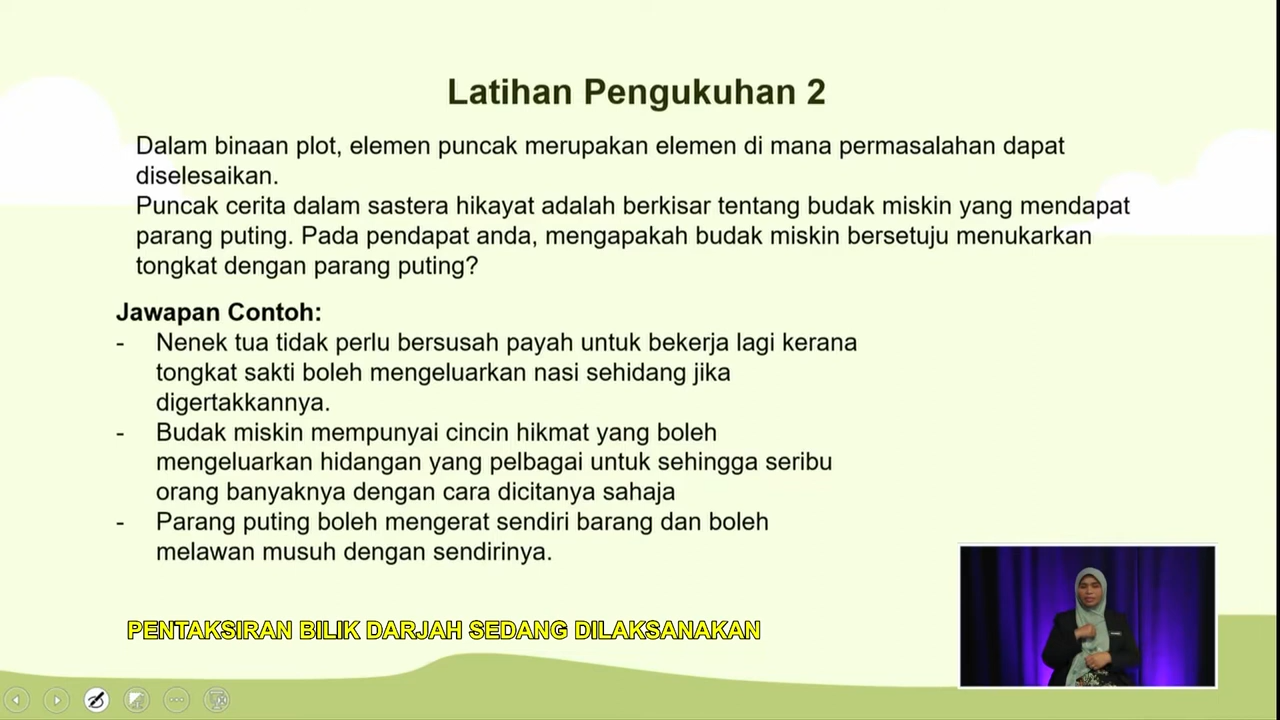 Latihan Pengukuhan 2
Dalam binaan plot, elemen puncak merupakan elemen di mana permasalahan dapat
diselesaikan.
Puncak cerita dalam sastera hikayat adalah berkisar tentang budak miskin yang mendapat
parang puting. Pada pendapat anda, mengapakah budak miskin bersetuju menukarkan
tongkat dengan parang puting?
Jawapan Contoh:
- Nenek tua tidak perlu bersusah payah untuk bekerja lagi kerana
tongkat sakti boleh mengeluarkan nasi sehidang jika
digertakkannya.
- Budak miskin mempunyai cincin hikmat yang boleh
mengeluarkan hidangan yang pelbagai untuk sehingga seribu
orang banyaknya dengan cara dicitanya sahaja
- Parang puting boleh mengerat sendiri barang dan boleh
melawan musuh dengan sendirinya.
PENTAKSIRAN BILIK DARJAH SEDANG DILAKSANAKAN